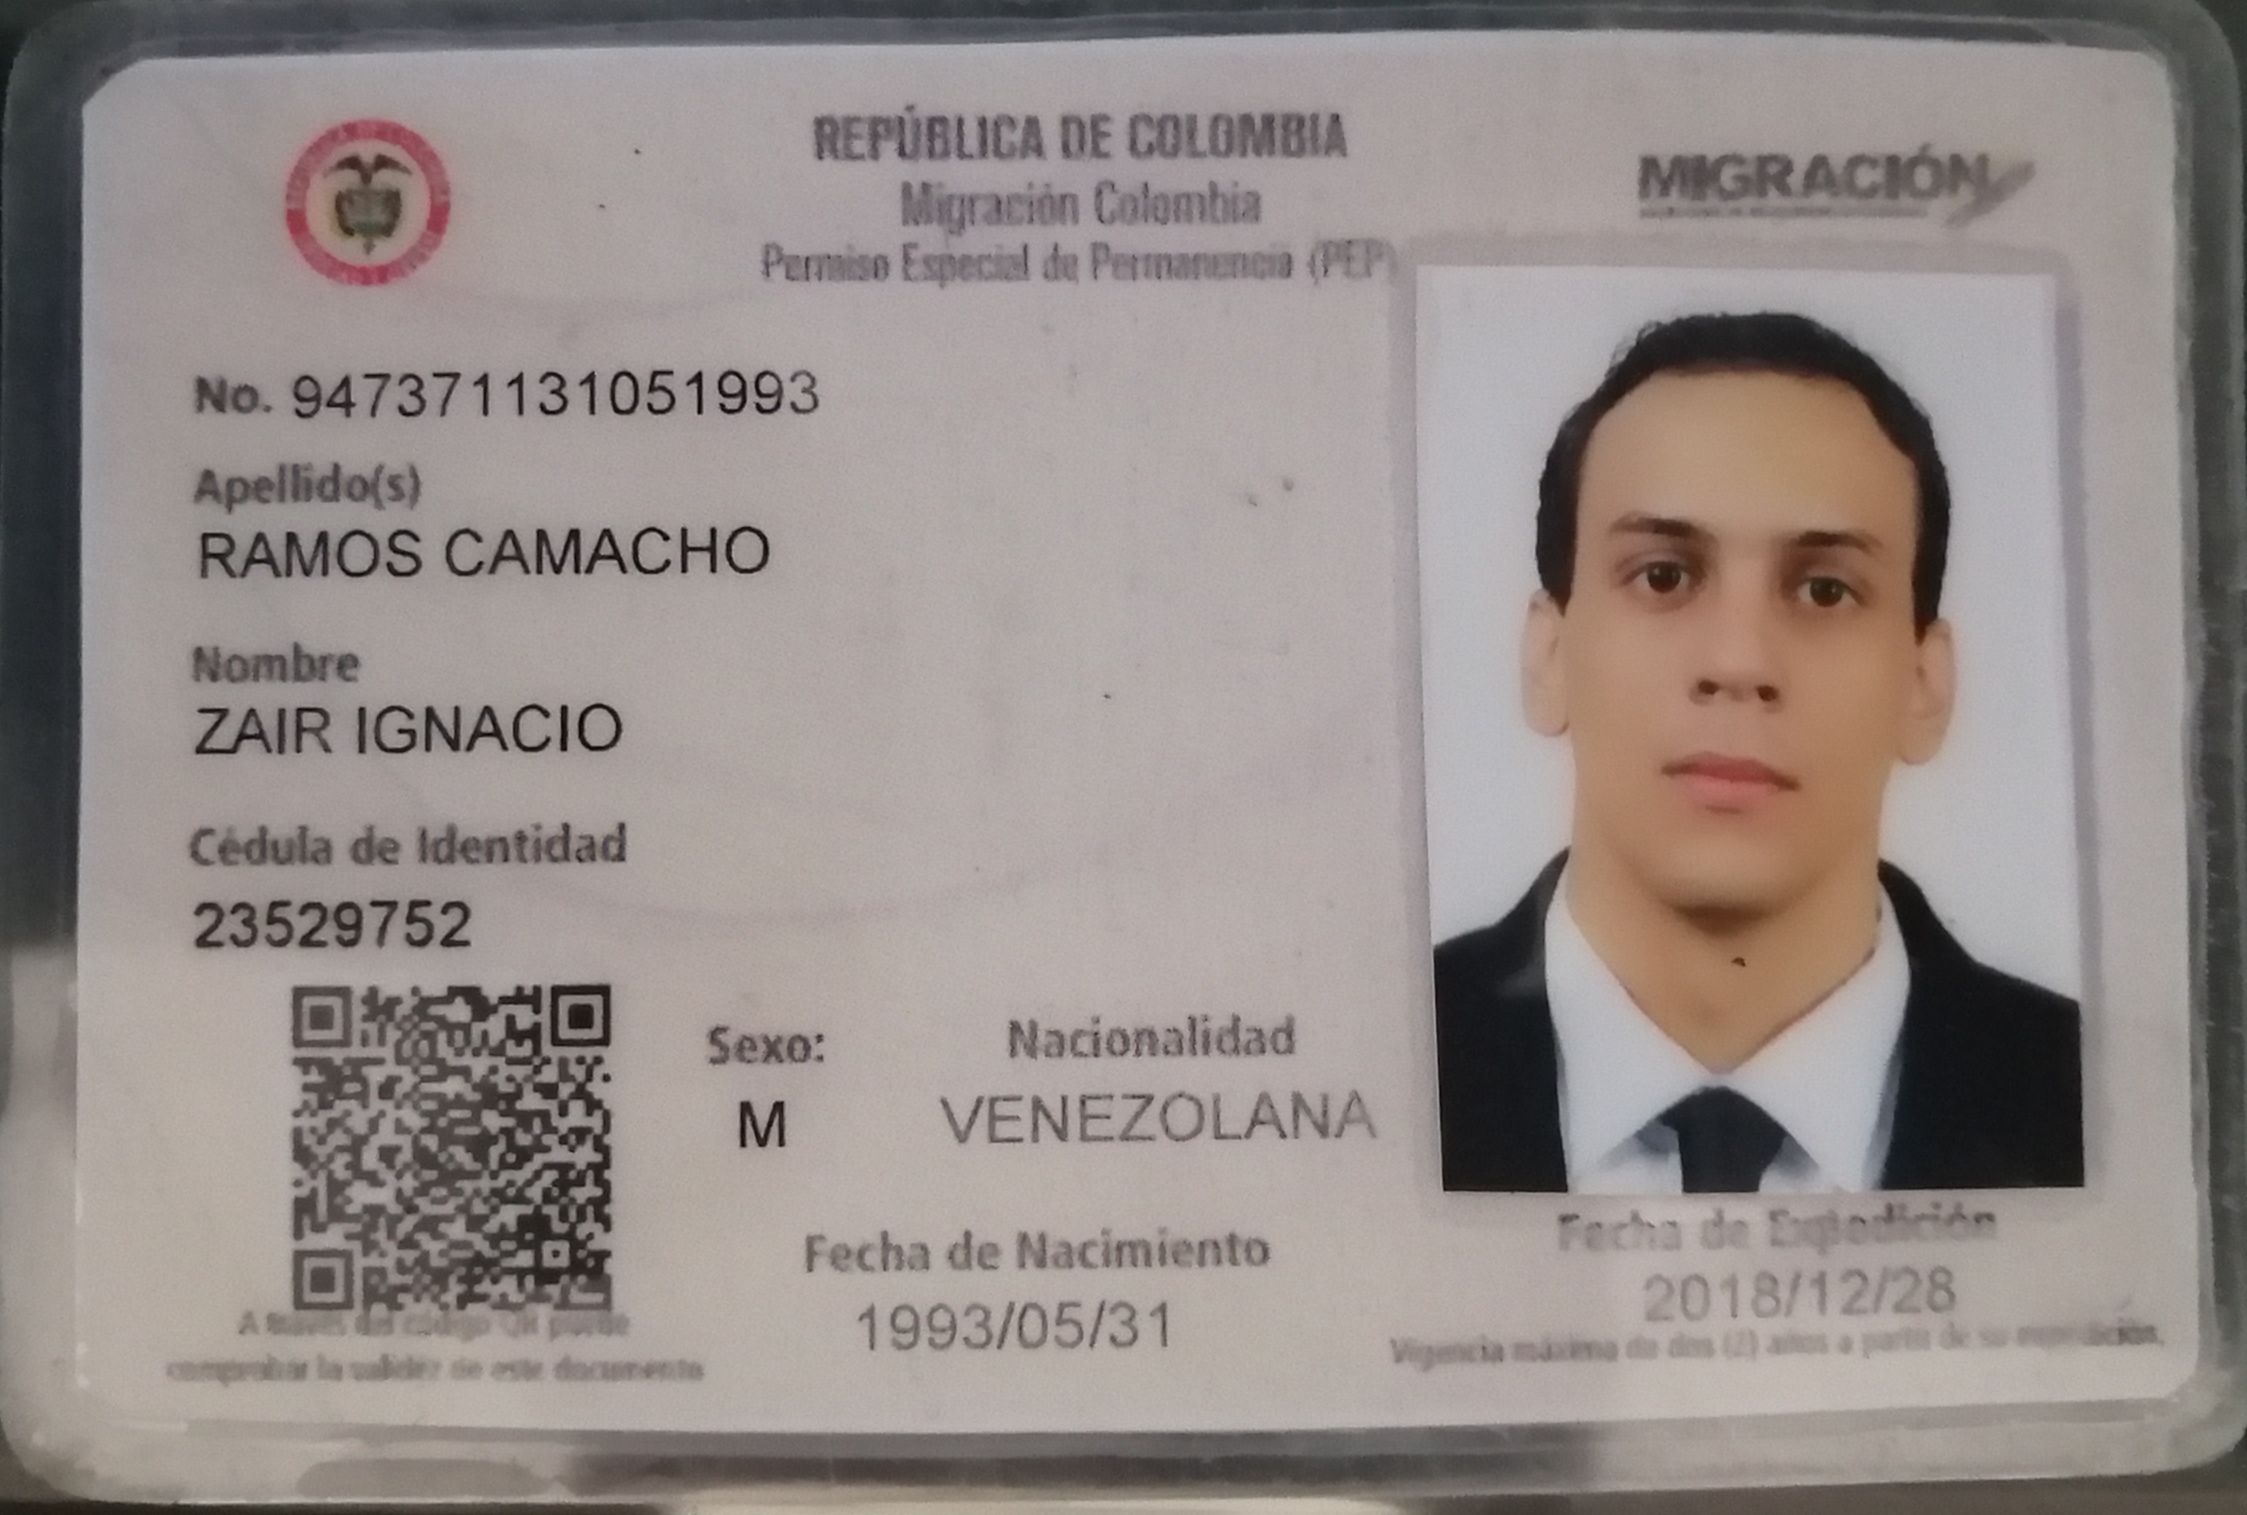 REPÚBLICA DE COLOMBIA
Migración Colombia
Permiso Especial de Permanencia (PEP)
MIGRACIÓN
No. 947371131051993
Apellido(s)
RAMOS CAMACHO
Nombre
ZAIR IGNACIO
Cédula de Identidad
23529752
Sexo:
M
Nacionalidad
VENEZOLANA
Fecha de Nacimiento
1993/05/31
Fecha de Expedición
2018/12/28
Vigencia máxima de dos (2) años a partir de su expedición.
A través del código QR puede
comprobar la validez de este documento